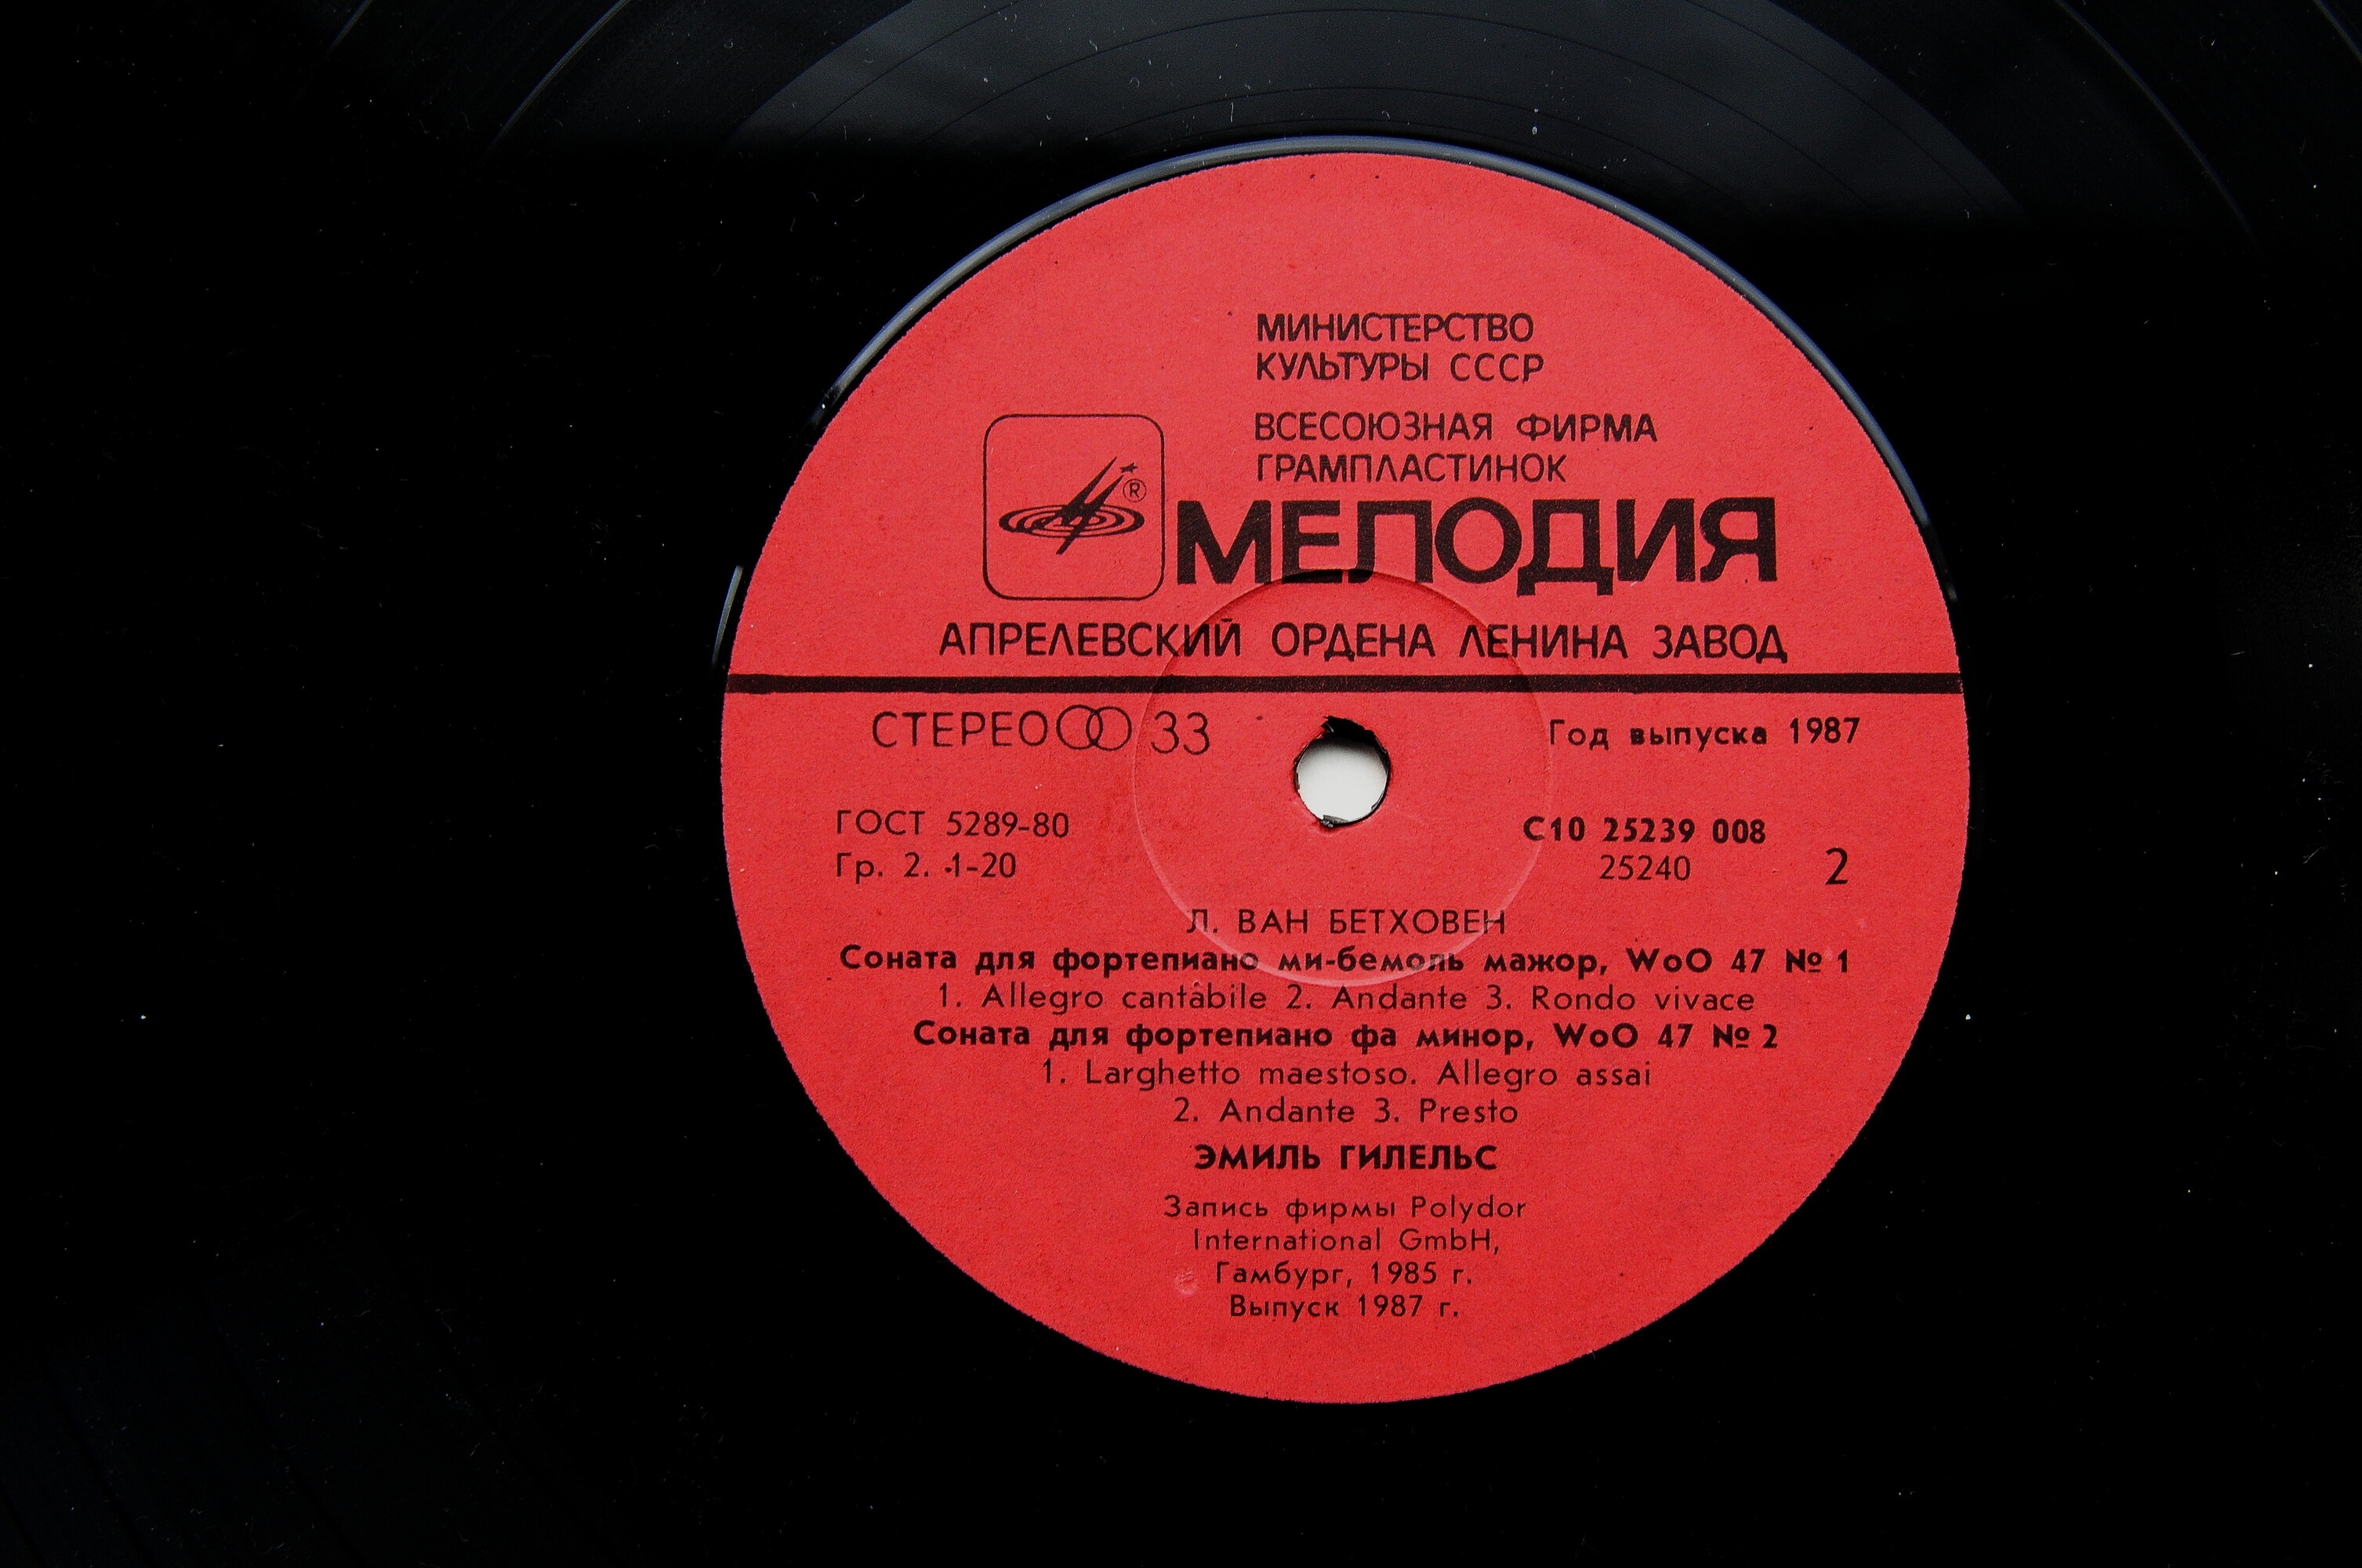 МИНИСТЕРСТВО
КУЛЬТУРЫ СССР
ВСЕСОЮЗНАЯ ФИРМА
ГРАМПЛАСТИНОК
®
МЕЛОДИЯ
АПРЕЛЕВСКИЙ ОРДЕНА ЛЕНИНА ЗАВОД
СТЕРЕО 33
Год выпуска 1987
ГОСТ 5289-80
Гр. 2. 1-20
С10 25239 008
25240
2
Л. ВАН БЕТХОВЕН
Соната для фортепиано ми-бемоль мажор, WoO 47 № 1
1. Allegro cantabile 2. Andante 3. Rondo vivace
Соната для фортепиано фа минор, WoO 47 № 2
1. Larghetto maestoso. Allegro assai
2. Andante 3. Presto
ЭМИЛЬ ГИЛЕЛЬС
Запись фирмы Polydor
International GmbH,
Гамбург, 1985 г.
Выпуск 1987 г.